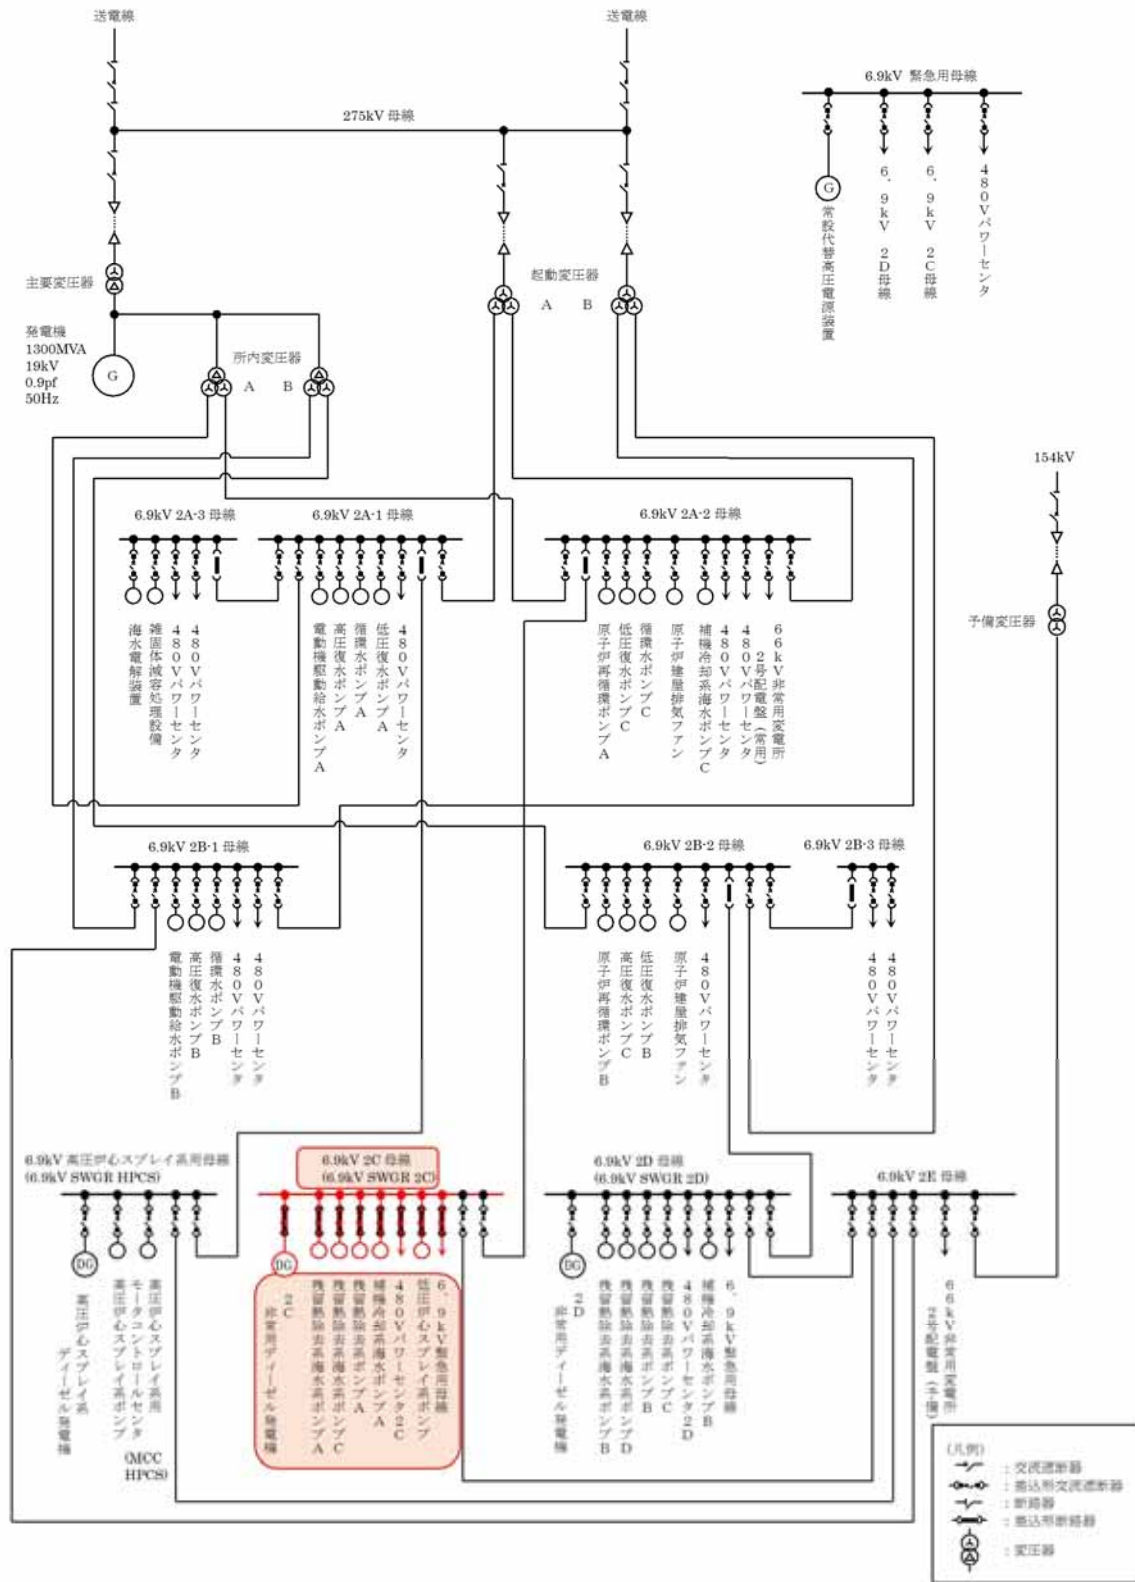 送電線
送電線
275kV 母線
6.9kV 緊急用母線
G
常設代替高圧電源装置
6.9kV 2D母線
6.9kV 2C母線
480Vパワーセンタ
主要変圧器
発電機
1300MVA
19kV
0.9pf
50Hz
G
所内変圧器
A B
起動変圧器
A B
154kV
予備変圧器
6.9kV 2A-3 母線
海水電解装置
雑固体減容処理設備
480Vパワーセンタ
480Vパワーセンタ
6.9kV 2A-1 母線
電動機駆動給水ポンプA
高圧復水ポンプA
循環水ポンプA
低圧復水ポンプA
480Vパワーセンタ
6.9kV 2A-2 母線
原子炉再循環ポンプA
低圧復水ポンプC
循環水ポンプC
原子炉建屋排気ファン
補機冷却系海水ポンプC
480Vパワーセンタ
480Vパワーセンタ
66kV非常用変電所
2号配電盤(常用)
6.9kV 2B-1 母線
電動機駆動給水ポンプB
高圧復水ポンプB
循環水ポンプB
480Vパワーセンタ
480Vパワーセンタ
6.9kV 2B-2 母線
原子炉再循環ポンプB
高圧復水ポンプC
低圧復水ポンプB
原子炉建屋排気ファン
480Vパワーセンタ
6.9kV 2B-3 母線
480Vパワーセンタ
480Vパワーセンタ
6.9kV 高圧炉心スプレイ系用母線
(6.9kV SWGR HPCS)
DG
高圧炉心スプレイ系
ディーゼル発電機
高圧炉心スプレイ系ポンプ
高圧炉心スプレイ系用
モータコントロールセンタ
(MCC
HPCS)
6.9kV 2C 母線
(6.9kV SWGR 2C)
DG
2C
非常用ディーゼル発電機
残留熱除去系海水系ポンプA
残留熱除去系海水系ポンプC
残留熱除去系ポンプA
補機冷却系海水ポンプA
480Vパワーセンタ2C
低圧炉心スプレイ系ポンプ
6.9kV緊急用母線
6.9kV 2D 母線
(6.9kV SWGR 2D)
DG
2D
非常用ディーゼル発電機
残留熱除去系海水系ポンプB
残留熱除去系海水系ポンプD
残留熱除去系ポンプB
残留熱除去系ポンプC
480Vパワーセンタ2D
補機冷却系海水ポンプB
6.9kV緊急用母線
6.9kV 2E 母線
66kV非常用変電所
2号配電盤(予備)
(凡例)
:交流遮断器
:差込形交流遮断器
:断路器
:差込形断路器
:変圧器